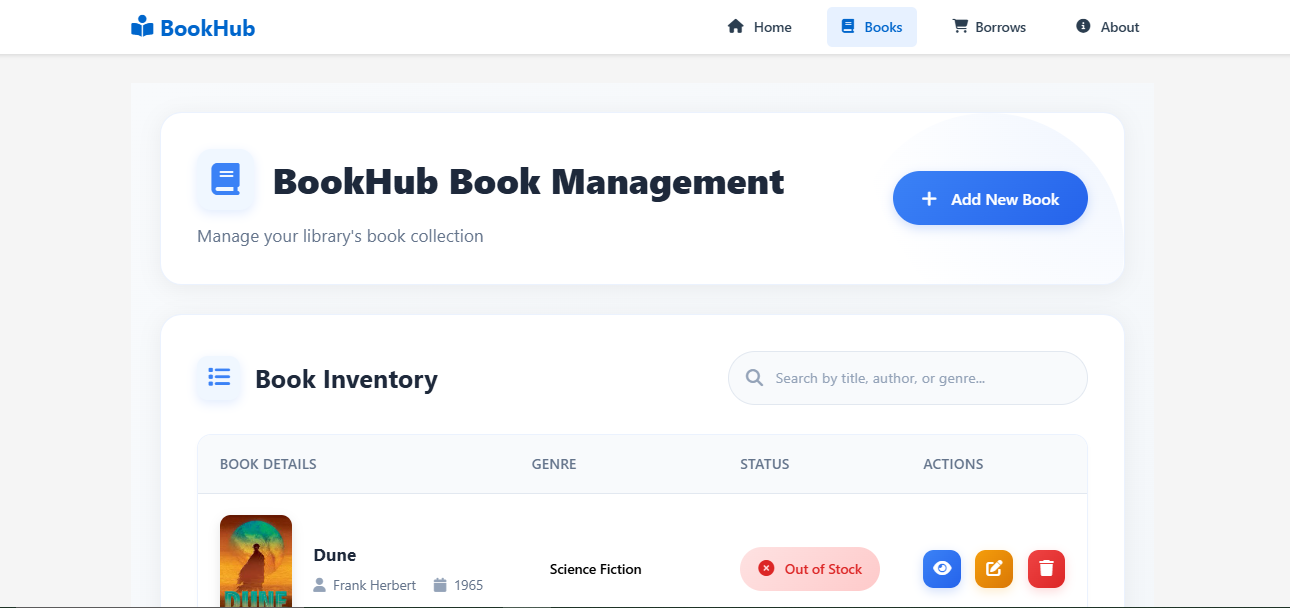 BookHub
Home
Books
Borrows
About
BookHub Book Management
Manage your library's book collection
Add New Book
Book Inventory
Search by title, author, or genre...
BOOK DETAILS GENRE STATUS ACTIONS
DUNE
Dune
Frank Herbert 1965
Science Fiction
Out of Stock